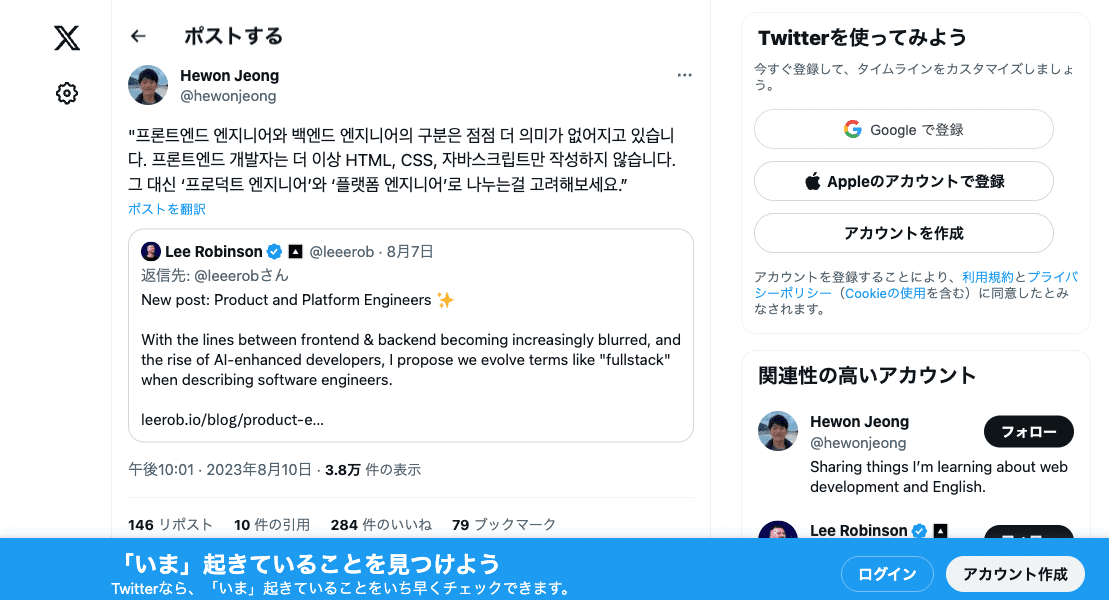 ポストする
Hewon Jeong
@hewonjeong
"프론트엔드 엔지니어와 백엔드 엔지니어의 구분은 점점 더 의미가 없어지고 있습니
다. 프론트엔드 개발자는 더 이상 HTML, CSS, 자바스크립트만 작성하지 않습니다.
그 대신 ‘프로덕트 엔지니어’와 ‘플랫폼 엔지니어’로 나누는걸 고려해보세요.”
ポストを翻訳
Lee Robinson @leeerob · 8月7日
返信先: @leeerobさん
New post: Product and Platform Engineers ✨
With the lines between frontend & backend becoming increasingly blurred, and
the rise of AI-enhanced developers, I propose we evolve terms like "fullstack"
when describing software engineers.
leerob.io/blog/product-e...
午後10:01 · 2023年8月10日 · 3.8万 件の表示
146 リポスト 10 件の引用 284 件のいいね 79 ブックマーク
Twitterを使ってみよう
今すぐ登録して、タイムラインをカスタマイズしましょ
う。
Google で登録
Appleのアカウントで登録
アカウントを作成
アカウントを登録することにより、利用規約とプライバ
シーポリシー（Cookieの使用を含む）に同意したとみ
なされます。
関連性の高いアカウント
Hewon Jeong
@hewonjeong
フォロー
Sharing things I’m learning about web
development and English.
Lee Robinson
「いま」起きていることを見つけよう
Twitterなら、「いま」起きていることをいち早くチェックできます。
ログイン
アカウント作成